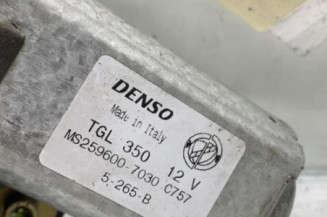 DENSO
Made in Italy
TGL 350 12 V
MS259600-7030 C757
5-265-B